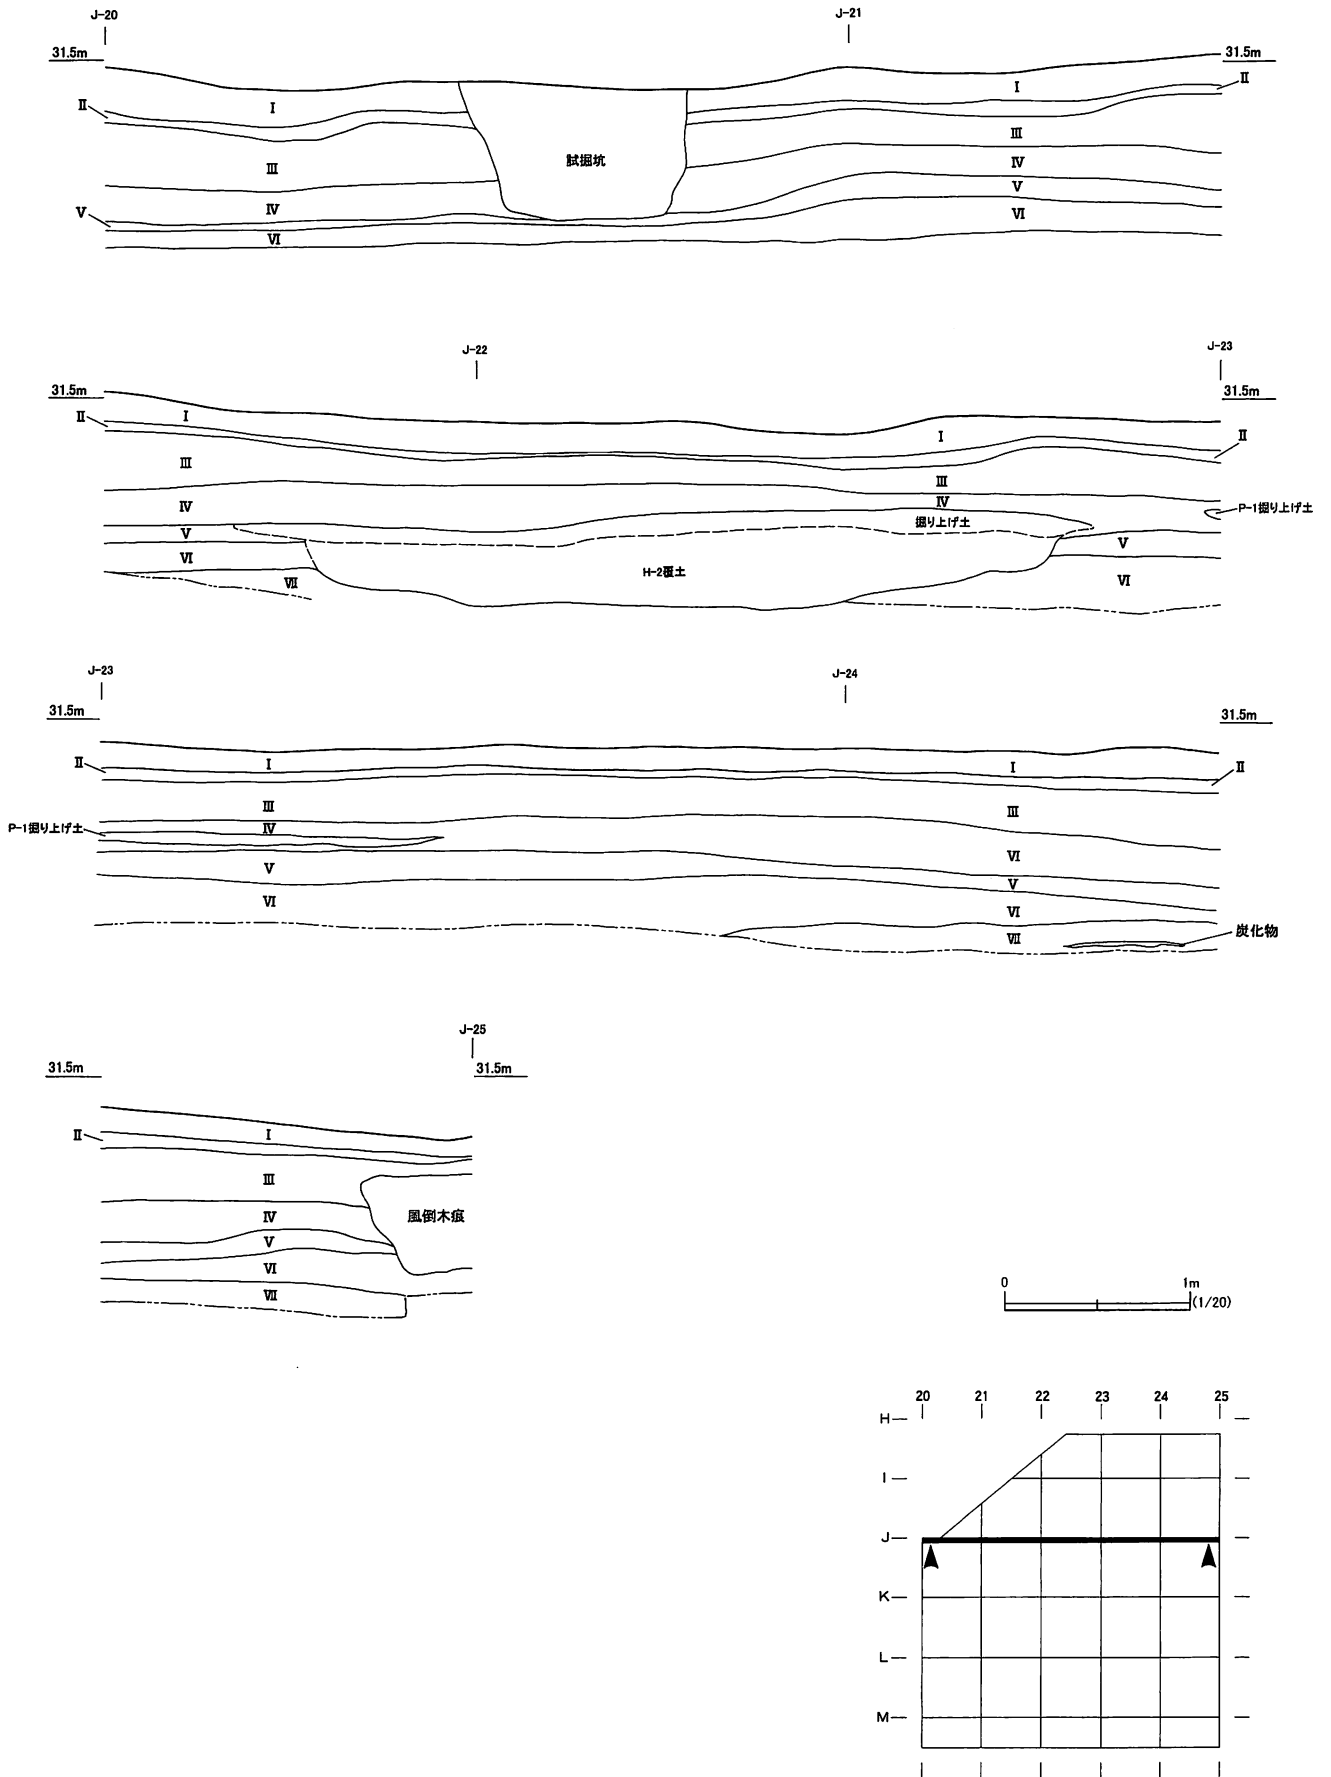 J-20
J-21
31.5m
31.5m
II
I
I
II
III
試掘坑
III
IV
IV
V
V
VI
VI
J-22
J-23
31.5m
31.5m
II
I
I
II
III
III
IV
IV
P-1掘り上げ土
掘り上げ土
V
V
VI
H-2覆土
VI
VII
J-23
J-24
31.5m
31.5m
II
I
I
II
III
III
P-1掘り上げ土
IV
VI
V
V
VI
VI
VII
炭化物
J-25
31.5m
31.5m
II
I
III
IV
風倒木痕
V
VI
VII
0 1m
(1/20)
20 21 22 23 24 25
H
I
J
K
L
M